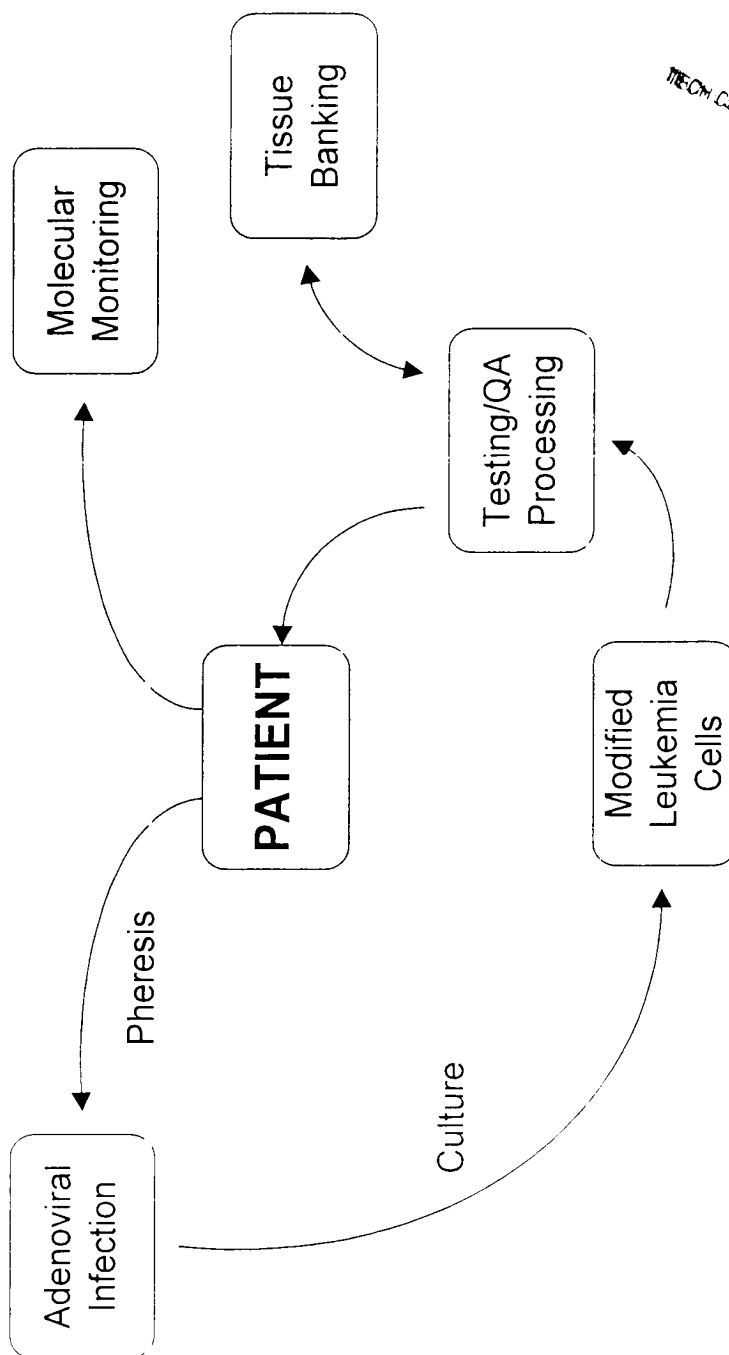 Adenoviral
Infection
Pheresis
Molecular
Monitoring
PATIENT
Tissue
Banking
Culture
Testing/QA
Processing
Modified
Leukemia
Cells